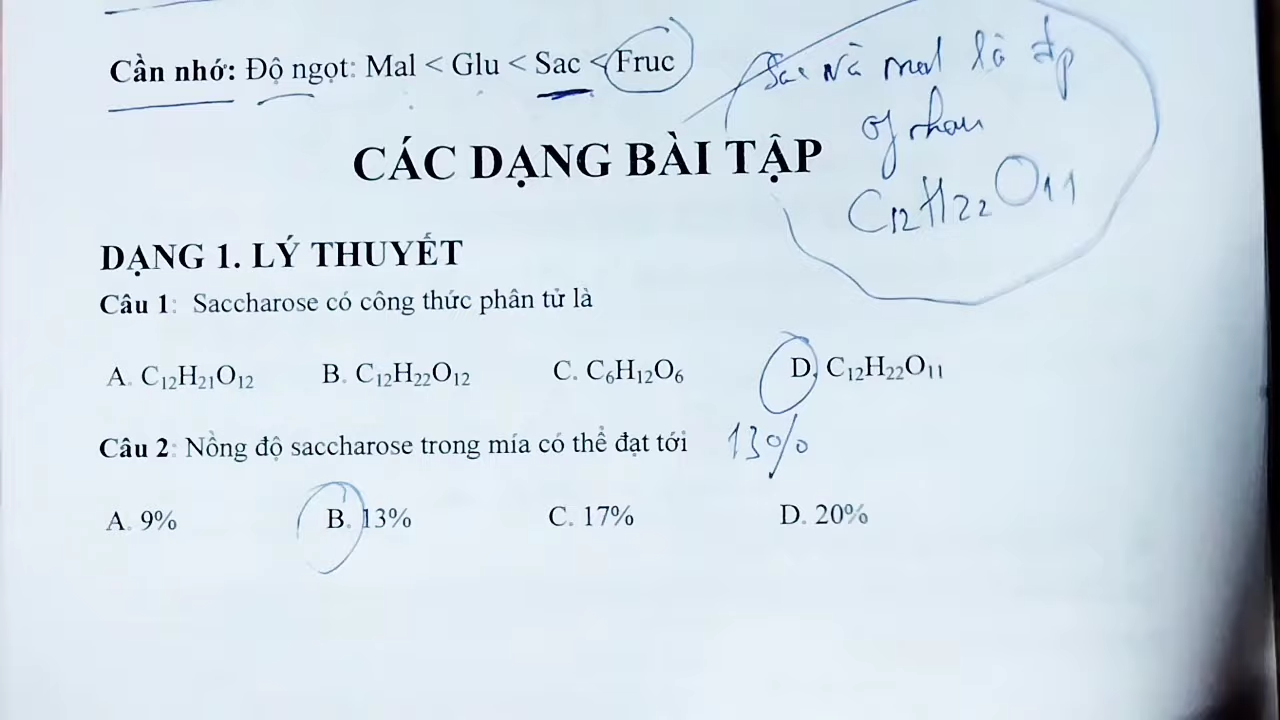 Cần nhớ: Độ ngọt: Mal < Glu < Sac < Fruc
Sac và mal là đp
of nhau
C₁₂H₂₂O₁₁
CÁC DẠNG BÀI TẬP
DẠNG 1. LÝ THUYẾT
Câu 1: Saccharose có công thức phân tử là
A. C₁₂H₂₁O₁₂ B. C₁₂H₂₂O₁₂ C. C₆H₁₂O₆ D. C₁₂H₂₂O₁₁
Câu 2: Nồng độ saccharose trong mía có thể đạt tới 13%
A. 9% B. 13% C. 17% D. 20%